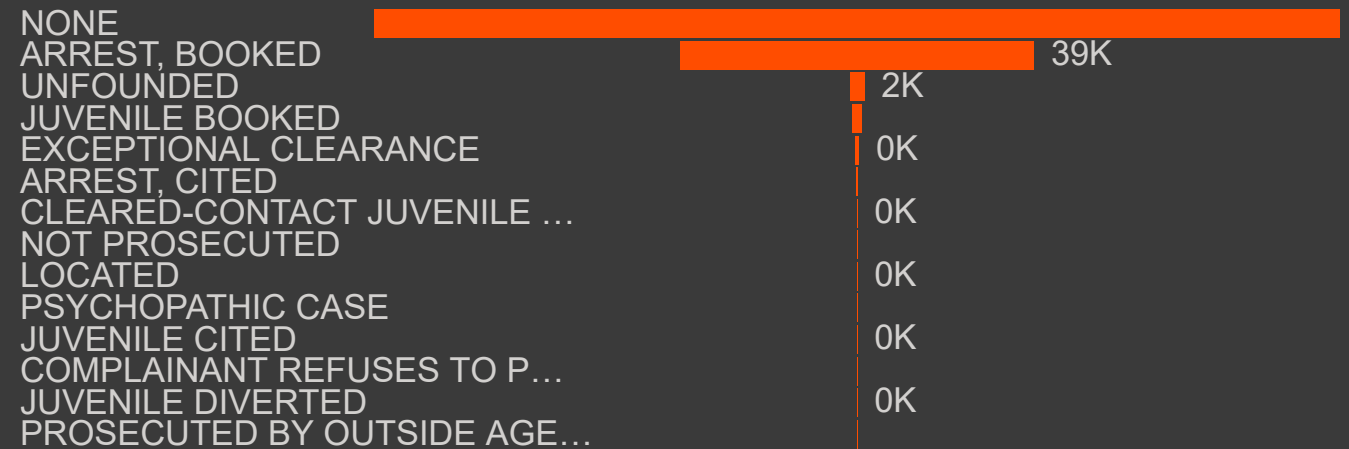 NONE
ARREST, BOOKED 39K
UNFOUNDED 2K
JUVENILE BOOKED
EXCEPTIONAL CLEARANCE 0K
ARREST, CITED
CLEARED-CONTACT JUVENILE … 0K
NOT PROSECUTED
LOCATED 0K
PSYCHOPATHIC CASE
JUVENILE CITED 0K
COMPLAINANT REFUSES TO P…
JUVENILE DIVERTED 0K
PROSECUTED BY OUTSIDE AGE…